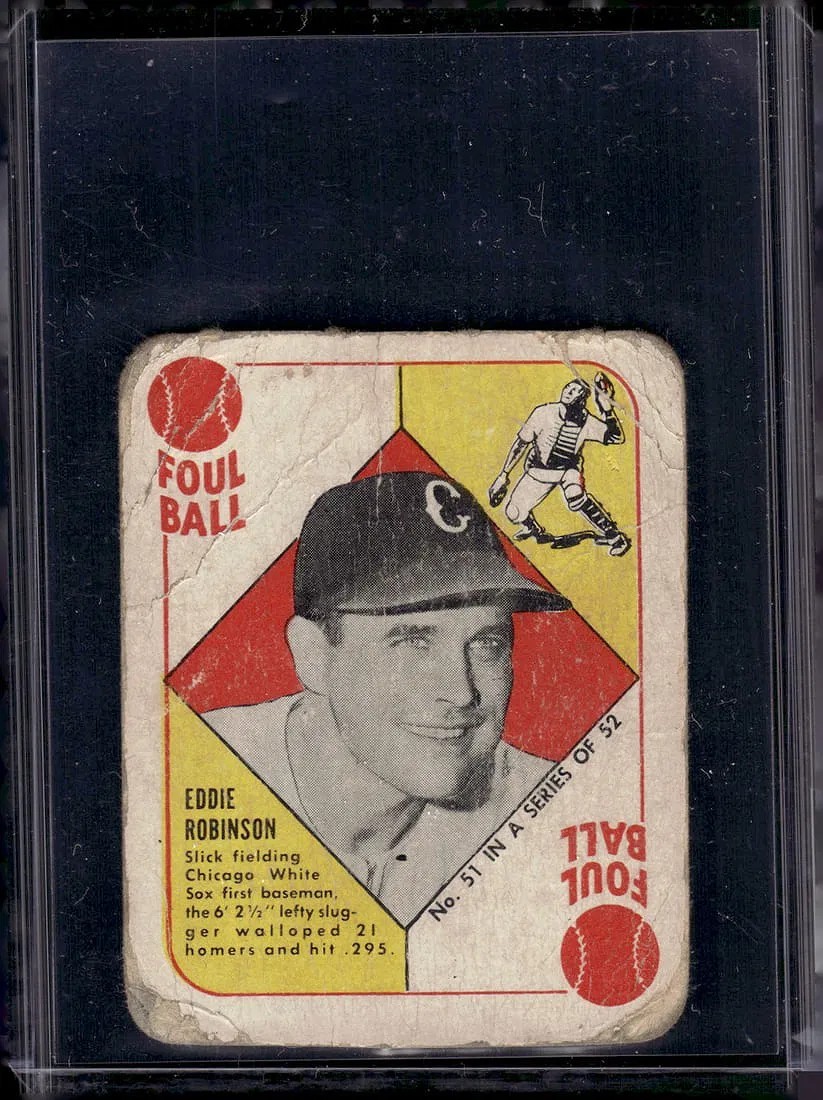 FOUL
BALL
C
EDDIE
ROBINSON
Slick fielding
Chicago White
Sox first baseman,
the 6' 2½" lefty slug-
ger walloped 21
homers and hit .295.
No. 51 IN A SERIES OF 52
FOUL
BALL